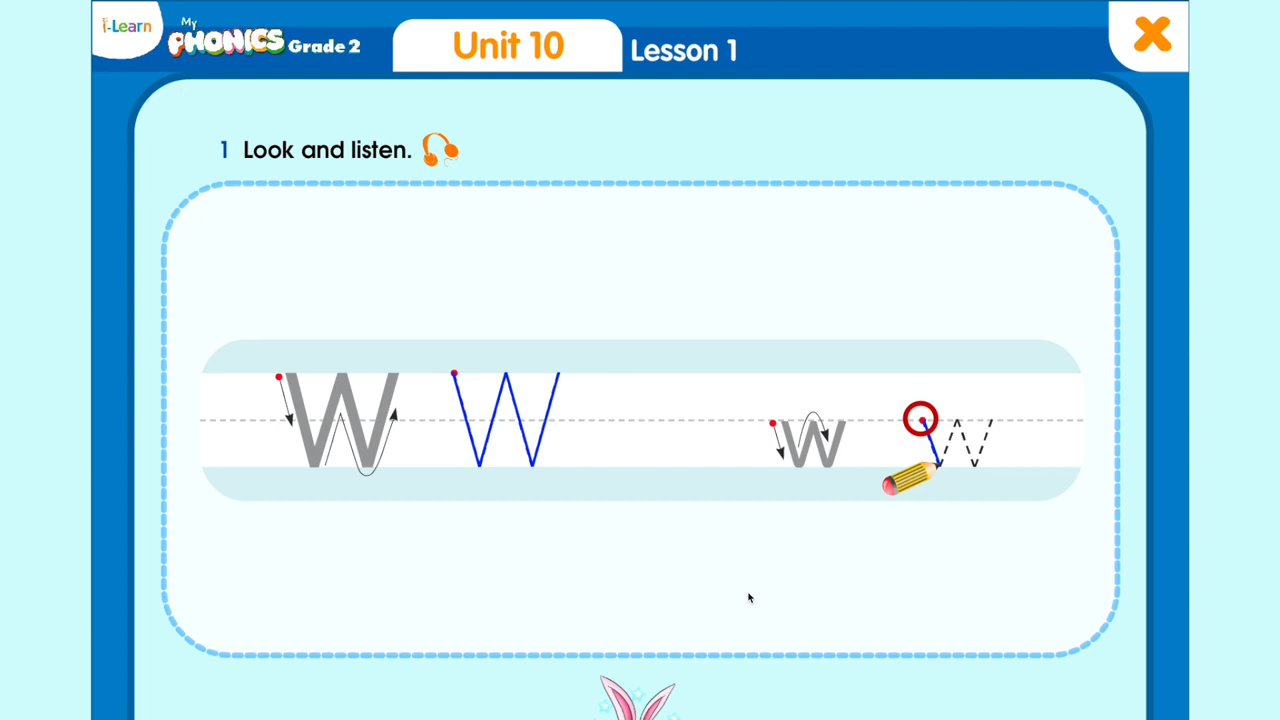 i-Learn
My
PHONICS Grade 2
Unit 10
Lesson 1
1 Look and listen.
W W w w